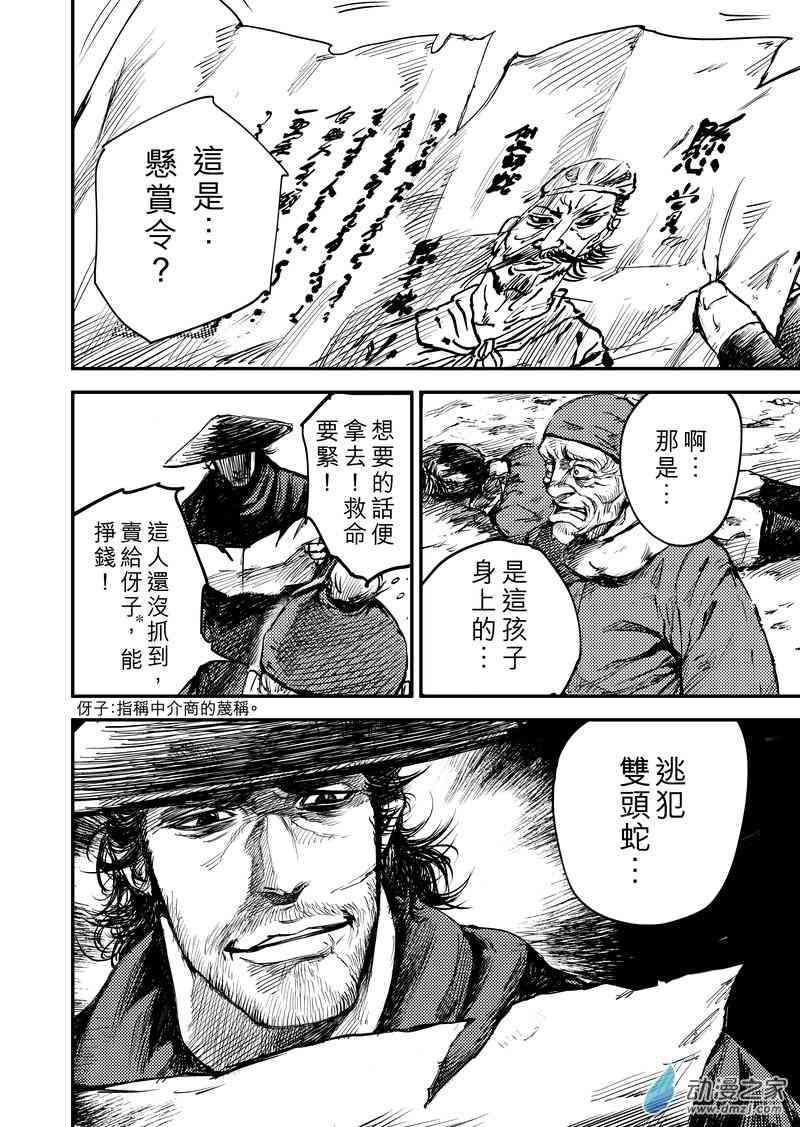 懸賞
這是…
懸賞令？
啊…
那是…
是這孩子
身上的…
想要的話便
拿去！救命
要緊！
這人還沒抓到，
賣給伢子*，能
掙錢！
伢子：指稱中介商的蔑稱。
逃犯
雙頭蛇…
动漫之家
www.dmzj.com